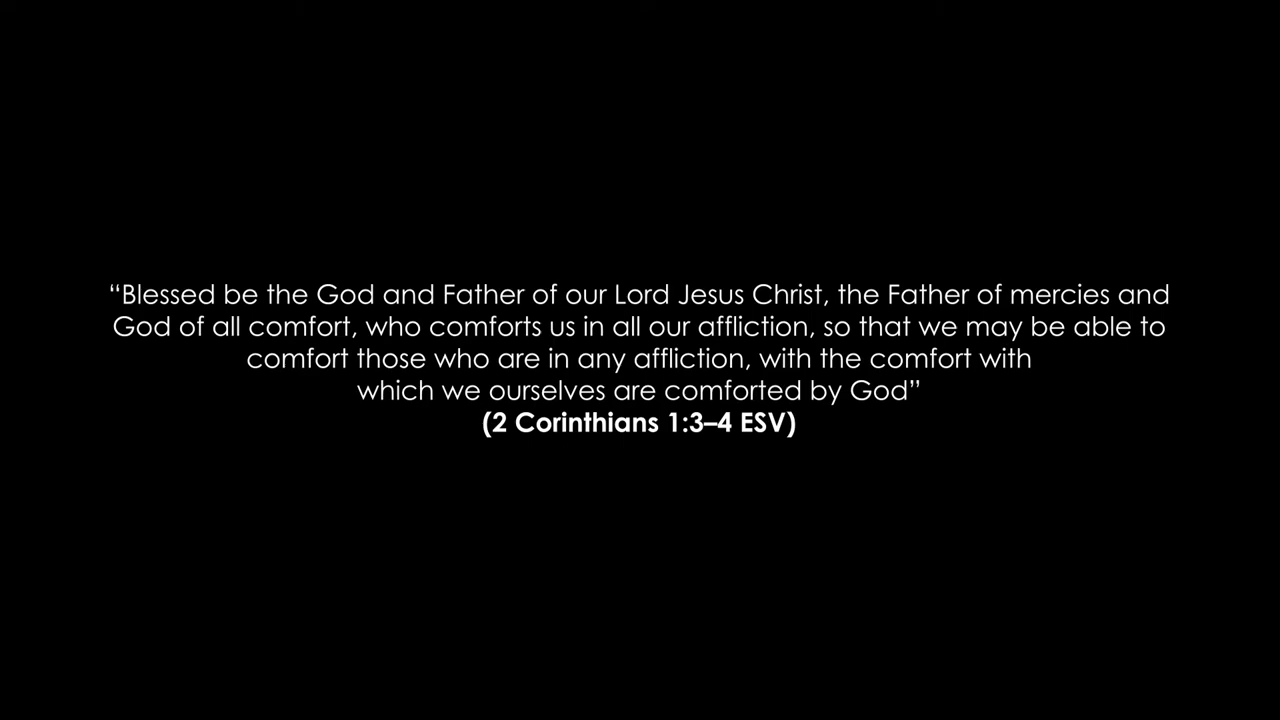 “Blessed be the God and Father of our Lord Jesus Christ, the Father of mercies and
God of all comfort, who comforts us in all our affliction, so that we may be able to
comfort those who are in any affliction, with the comfort with
which we ourselves are comforted by God”
(2 Corinthians 1:3–4 ESV)